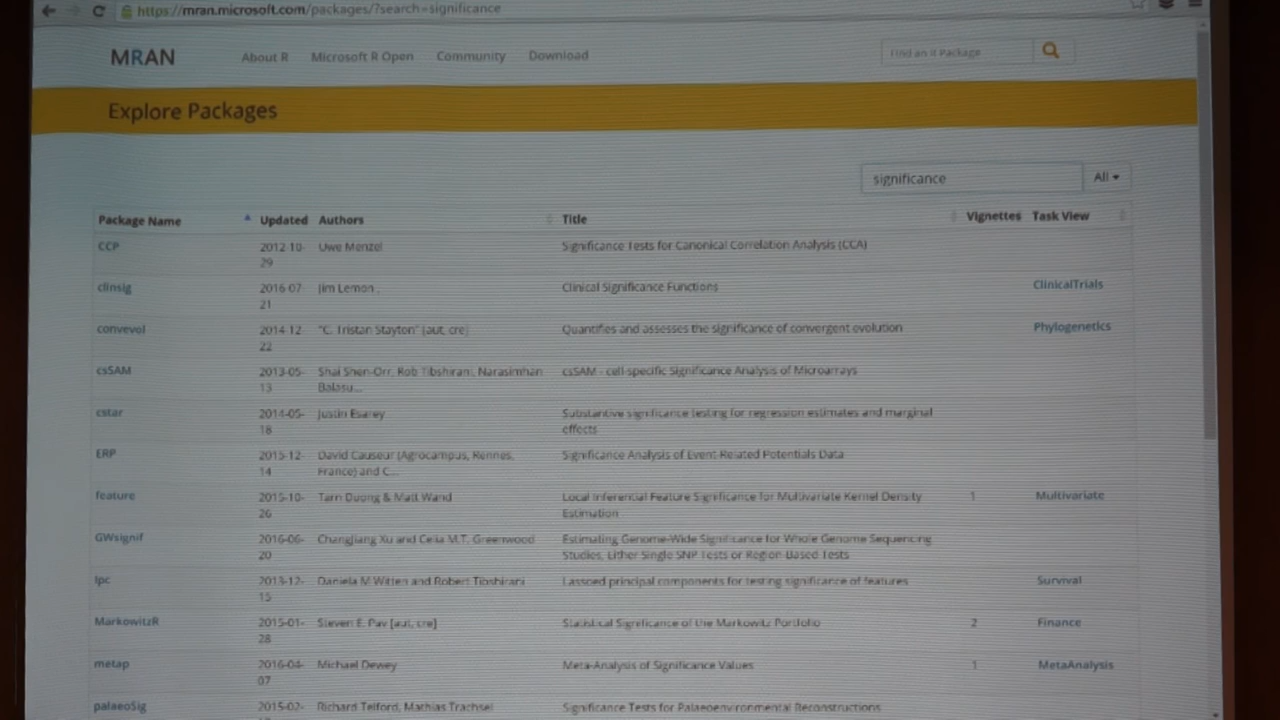 https://mran.microsoft.com/packages/?search=significance
MRAN About R Microsoft R Open Community Download Find an R Package
Explore Packages
significance All
Package Name Updated Authors Title Vignettes Task View
CCP 2012-10- Uwe Menzel Significance Tests for Canonical Correlation Analysis (CCA)
29
clinsig 2016-07 Jim Lemon . Clinical Significance Functions ClinicalTrials
21
convevol 2014-12 "C. Tristan Stayton" [aut, cre] Quantifies and assesses the significance of convergent evolution Phylogenetics
22
csSAM 2013-05- Shai Shen-Orr, Rob Tibshirani, Narasimhan csSAM - cell-specific Significance Analysis of Microarrays
13 Balasu...
cstar 2014-05- Justin Esarey Substantive significance testing for regression estimates and marginal
18 effects
ERP 2015-12- David Causeur (Agrocampus, Rennes, Significance Analysis of Event-Related Potentials Data
14 France) and C...
feature 2015-10- Tarn Duong & Matt Wand Local Inferential Feature Significance for Multivariate Kernel Density 1 Multivariate
26 Estimation
GWsignif 2016-06- Changjiang Xu and Celia M.T. Greenwood Estimating Genome-Wide Significance for Whole Genome Sequencing
20 Studies, Either Single SNP Tests or Region-Based Tests
lpc 2013-12- Daniela M Witten and Robert Tibshirani Lassoed principal components for testing significance of features Survival
15
MarkowitzR 2015-01- Steven E. Pav [aut, cre] Statistical Significance of the Markowitz Portfolio 2 Finance
28
metap 2016-04- Michael Dewey Meta-Analysis of Significance Values 1 MetaAnalysis
07
palaeoSig 2015-02- Richard Telford, Mathias Trachsel Significance Tests for Palaeoenvironmental Reconstructions